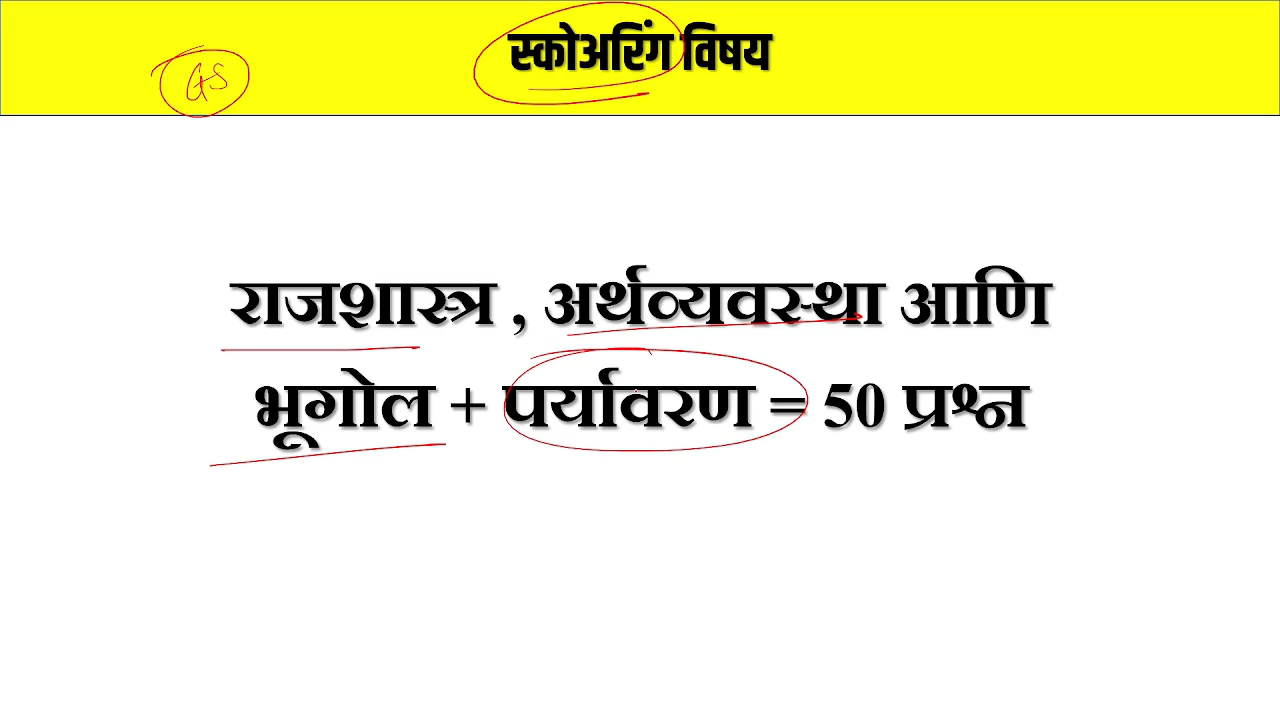 स्कोअरिंग विषय
GS
राजशास्त्र , अर्थव्यवस्था आणि
भूगोल + पर्यावरण = 50 प्रश्न